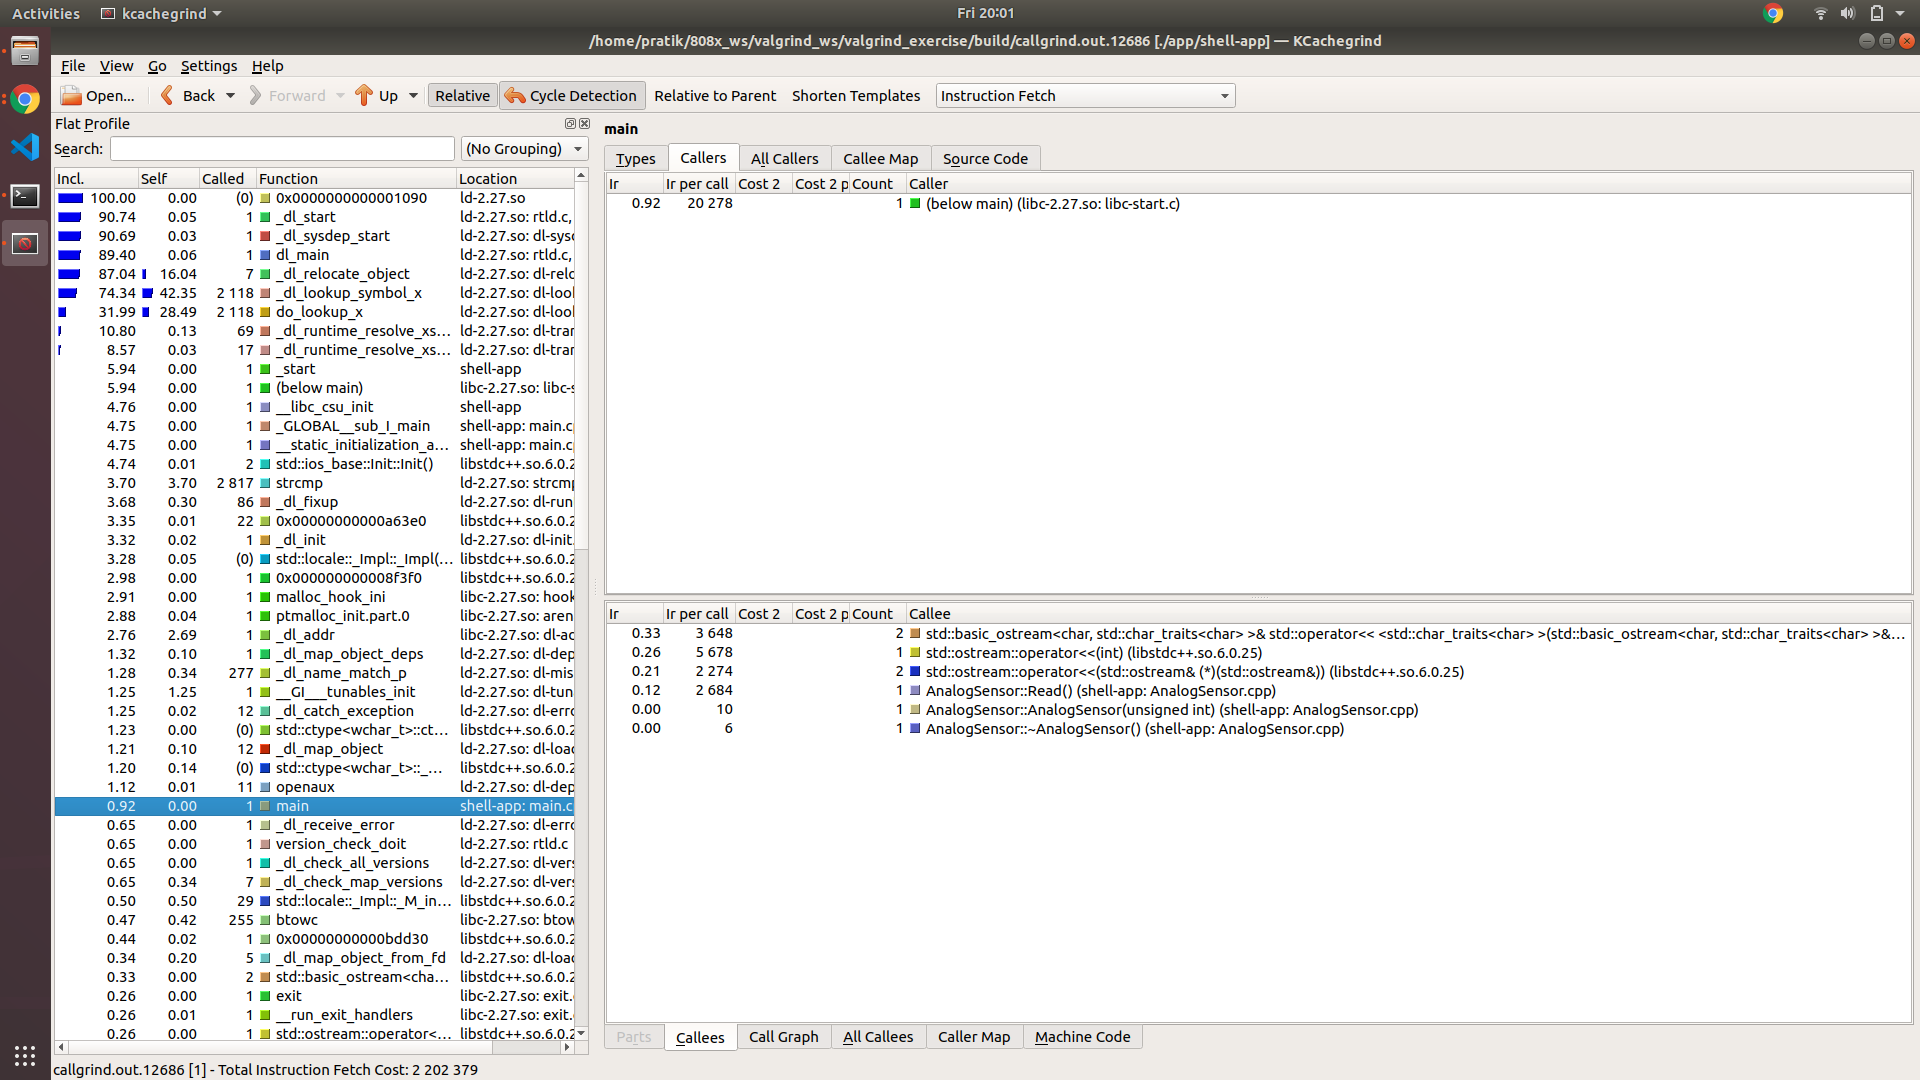 Activities kcachegrind Fri 20:01
/home/pratik/808x_ws/valgrind_ws/valgrind_exercise/build/callgrind.out.12686 [./app/shell-app] — KCachegrind
File View Go Settings Help
Open... Back Forward Up Relative Cycle Detection Relative to Parent Shorten Templates Instruction Fetch
Flat Profile
Search: (No Grouping)
Incl. Self Called Function Location
100.00 0.00 (0) 0x0000000000001090 ld-2.27.so
90.74 0.05 1 _dl_start ld-2.27.so: rtld.c,
90.69 0.03 1 _dl_sysdep_start ld-2.27.so: dl-sysc
89.40 0.06 1 dl_main ld-2.27.so: rtld.c,
87.04 16.04 7 _dl_relocate_object ld-2.27.so: dl-relo
74.34 42.35 2 118 _dl_lookup_symbol_x ld-2.27.so: dl-look
31.99 28.49 2 118 do_lookup_x ld-2.27.so: dl-look
10.80 0.13 69 _dl_runtime_resolve_xs... ld-2.27.so: dl-tran
8.57 0.03 17 _dl_runtime_resolve_xs... ld-2.27.so: dl-tran
5.94 0.00 1 _start shell-app
5.94 0.00 1 (below main) libc-2.27.so: libc-s
4.76 0.00 1 __libc_csu_init shell-app
4.75 0.00 1 _GLOBAL__sub_I_main shell-app: main.c
4.75 0.00 1 __static_initialization_a... shell-app: main.c
4.74 0.01 2 std::ios_base::Init::Init() libstdc++.so.6.0.2
3.70 3.70 2 817 strcmp ld-2.27.so: strcmp
3.68 0.30 86 _dl_fixup ld-2.27.so: dl-run
3.35 0.01 22 0x00000000000a63e0 libstdc++.so.6.0.2
3.32 0.02 1 _dl_init ld-2.27.so: dl-init.
3.28 0.05 (0) std::locale::_Impl::_Impl(... libstdc++.so.6.0.2
2.98 0.00 1 0x000000000008f3f0 libstdc++.so.6.0.2
2.91 0.00 1 malloc_hook_ini libc-2.27.so: hook
2.88 0.04 1 ptmalloc_init.part.0 libc-2.27.so: aren
2.76 2.69 1 _dl_addr libc-2.27.so: dl-ac
1.32 0.10 1 _dl_map_object_deps ld-2.27.so: dl-dep
1.28 0.34 277 _dl_name_match_p ld-2.27.so: dl-mis
1.25 1.25 1 __GI___tunables_init ld-2.27.so: dl-tun
1.25 0.02 12 _dl_catch_exception ld-2.27.so: dl-erro
1.23 0.00 (0) std::ctype<wchar_t>::ct... libstdc++.so.6.0.2
1.21 0.10 12 _dl_map_object ld-2.27.so: dl-loac
1.20 0.14 (0) std::ctype<wchar_t>::_... libstdc++.so.6.0.2
1.12 0.01 11 openaux ld-2.27.so: dl-dep
0.92 0.00 1 main shell-app: main.c
0.65 0.00 1 _dl_receive_error ld-2.27.so: dl-erro
0.65 0.00 1 version_check_doit ld-2.27.so: rtld.c
0.65 0.00 1 _dl_check_all_versions ld-2.27.so: dl-vers
0.65 0.34 7 _dl_check_map_versions ld-2.27.so: dl-vers
0.50 0.50 29 std::locale::_Impl::_M_in... libstdc++.so.6.0.2
0.47 0.42 255 btowc libc-2.27.so: btow
0.44 0.02 1 0x00000000000bdd30 libstdc++.so.6.0.2
0.34 0.20 5 _dl_map_object_from_fd ld-2.27.so: dl-loac
0.33 0.00 2 std::basic_ostream<cha... libstdc++.so.6.0.2
0.26 0.00 1 exit libc-2.27.so: exit.
0.26 0.01 1 __run_exit_handlers libc-2.27.so: exit.
0.26 0.00 1 std::ostream::operator<... libstdc++.so.6.0.2
main
Types Callers All Callers Callee Map Source Code
Ir Ir per call Cost 2 Cost 2 p Count Caller
0.92 20 278 1 (below main) (libc-2.27.so: libc-start.c)
Ir Ir per call Cost 2 Cost 2 p Count Callee
0.33 3 648 2 std::basic_ostream<char, std::char_traits<char> >& std::operator<< <std::char_traits<char> >(std::basic_ostream<char, std::char_traits<char> >&...
0.26 5 678 1 std::ostream::operator<<(int) (libstdc++.so.6.0.25)
0.21 2 274 2 std::ostream::operator<<(std::ostream& (*)(std::ostream&)) (libstdc++.so.6.0.25)
0.12 2 684 1 AnalogSensor::Read() (shell-app: AnalogSensor.cpp)
0.00 10 1 AnalogSensor::AnalogSensor(unsigned int) (shell-app: AnalogSensor.cpp)
0.00 6 1 AnalogSensor::~AnalogSensor() (shell-app: AnalogSensor.cpp)
Parts Callees Call Graph All Callees Caller Map Machine Code
callgrind.out.12686 [1] - Total Instruction Fetch Cost: 2 202 379